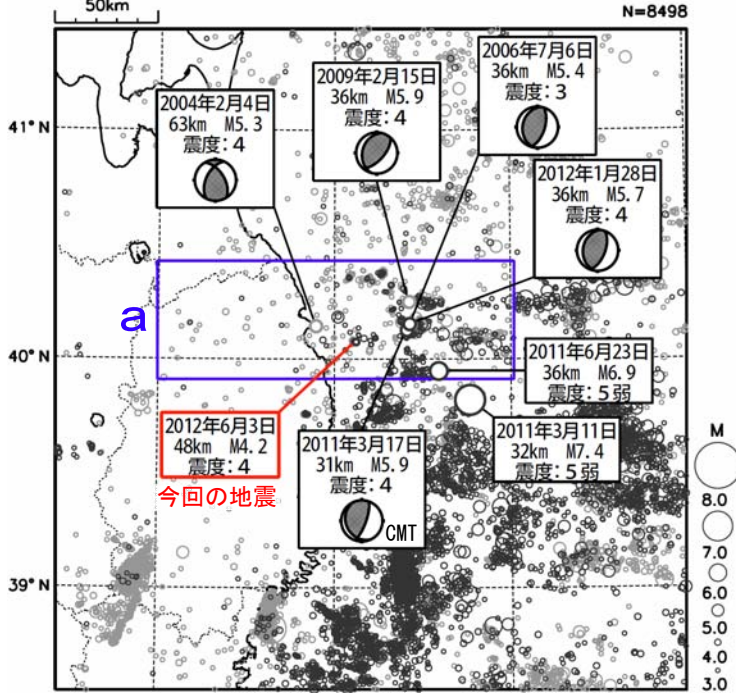 50km
N=8498
41°N
40°N
39°N
2004年2月4日
63km M5.3
震度：4
2009年2月15日
36km M5.9
震度：4
2006年7月6日
36km M5.4
震度：3
2012年1月28日
36km M5.7
震度：4
a
2011年6月23日
36km M6.9
震度：5弱
2012年6月3日
48km M4.2
震度：4
今回の地震
2011年3月17日
31km M5.9
震度：4
CMT
2011年3月11日
32km M7.4
震度：5弱
M
8.0
7.0
6.0
5.0
4.0
3.0